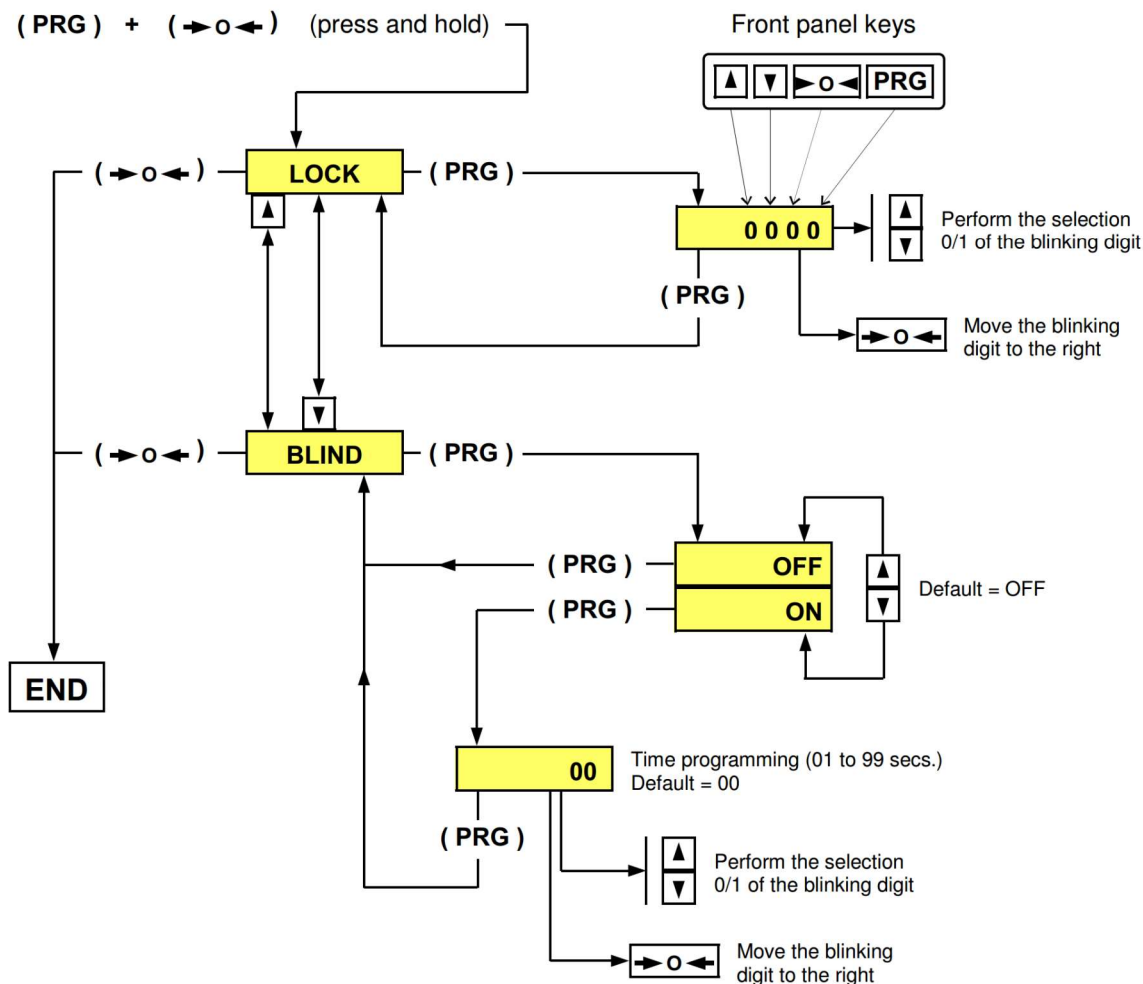 ( PRG ) + ( →O← ) (press and hold)
Front panel keys
▲ ▼ ►O◄ PRG
( →O← ) LOCK ( PRG )
▲
0 0 0 0
▲
▼
Perform the selection
0/1 of the blinking digit
( PRG )
→O←
Move the blinking
digit to the right
▼
( →O← ) BLIND ( PRG )
( PRG ) OFF
( PRG ) ON
▲
▼
Default = OFF
END
00
Time programming (01 to 99 secs.)
Default = 00
( PRG )
▲
▼
Perform the selection
0/1 of the blinking digit
→O←
Move the blinking
digit to the right